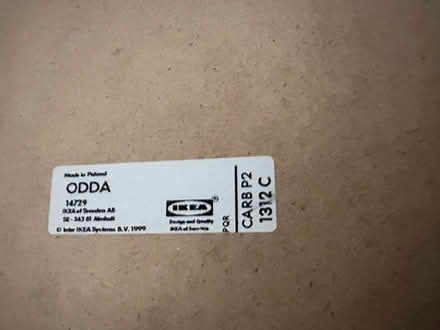 Made in Poland
ODDA
14729
IKEA of Sweden AB
SE - 343 81 Älmhult
© Inter IKEA Systems B.V. 1999
IKEA®
Design and Quality
IKEA of Sweden
PQR
CARB P2
1312 C